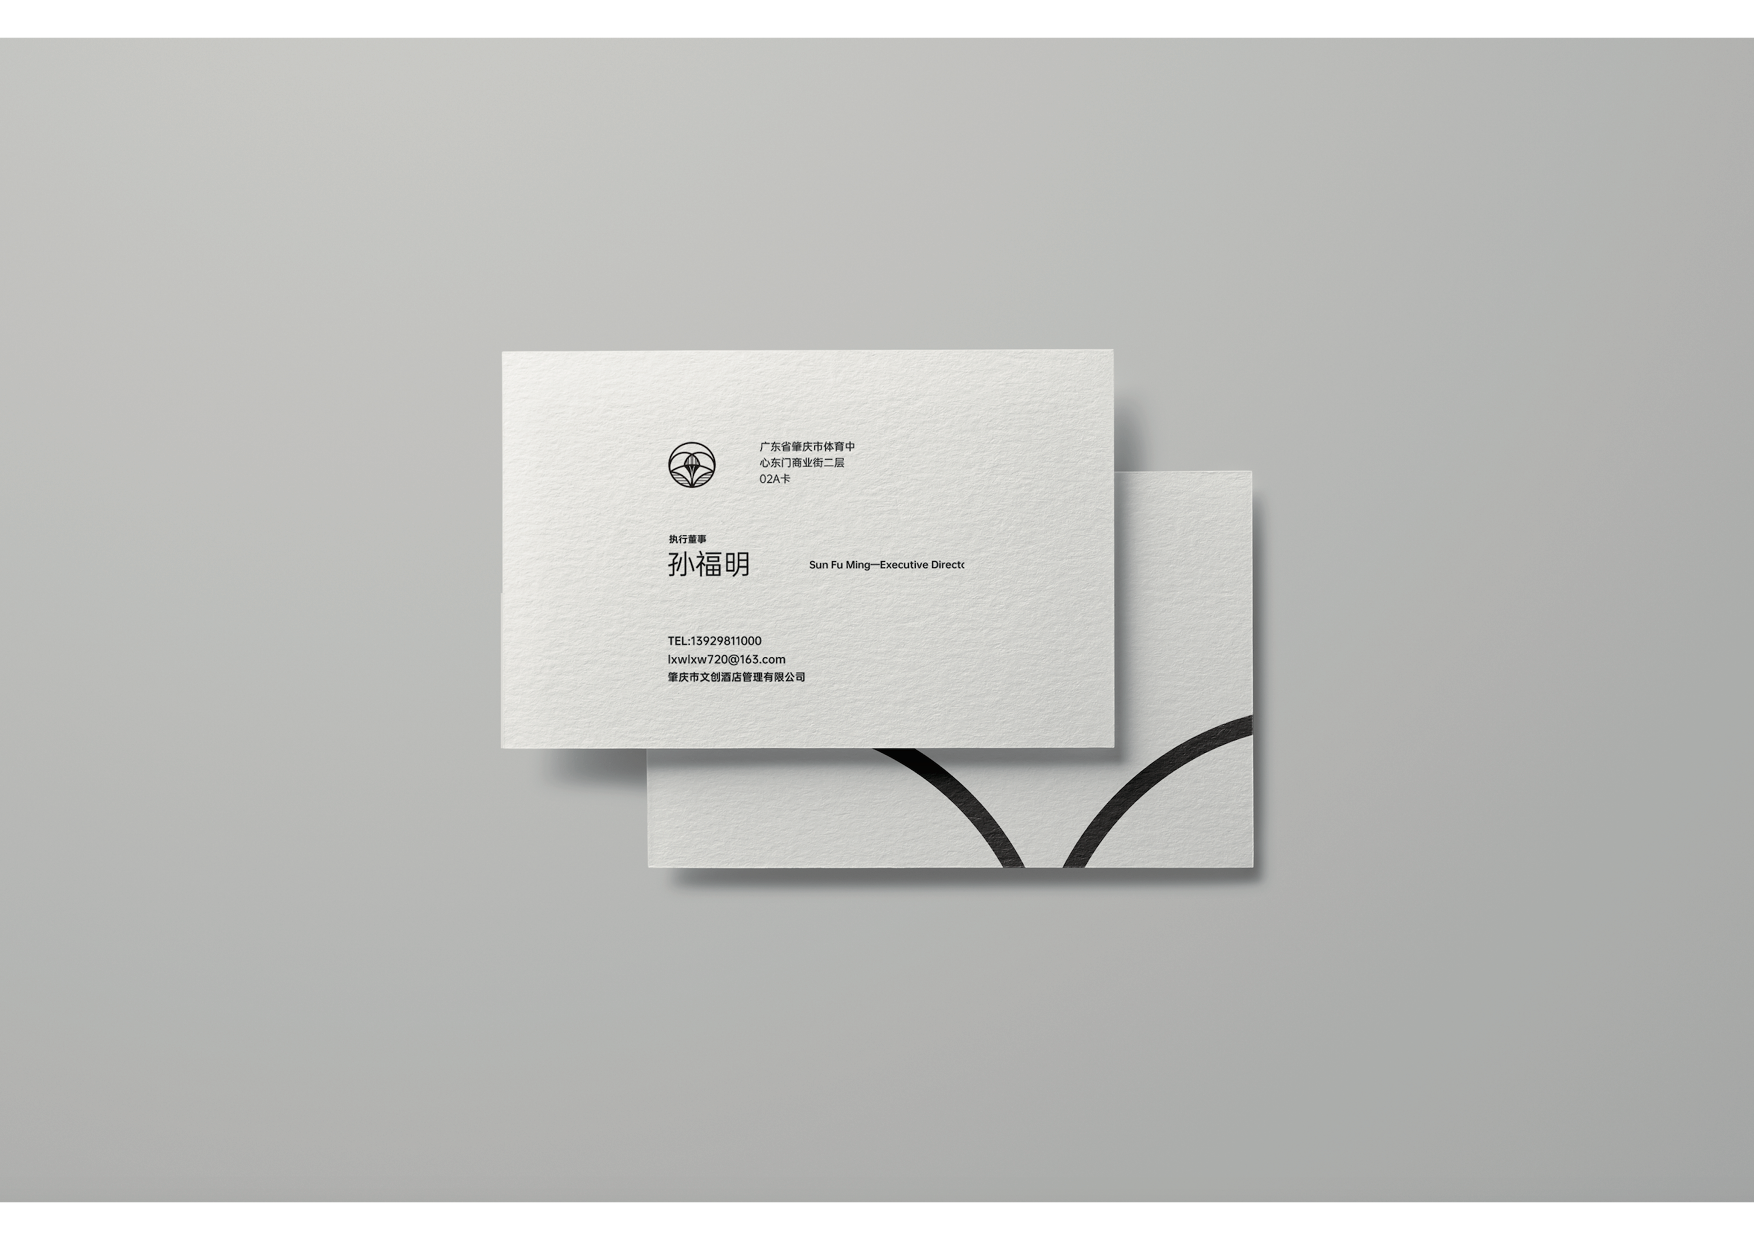 广东省肇庆市体育中
心东门商业街二层
02A卡
执行董事
孙福明
Sun Fu Ming—Executive Direct
TEL:13929811000
lxwlxw720@163.com
肇庆市文创酒店管理有限公司